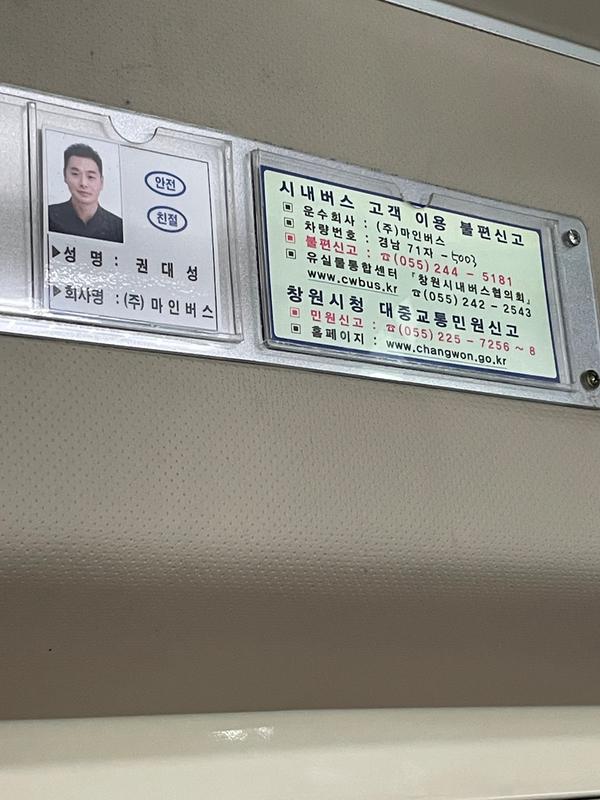 안전
친절
▶성 명 : 권 대 성
▶회사명 : (주) 마 인 버 스
시내버스 고객 이용 불편신고
▣ 운수회사 : (주)마인버스
▣ 차량번호 : 경남 71자 - 5003
▣ 불편신고 : ☎(055) 244 - 5181
▣ 유실물통합센터 「창원시내버스협의회」
www.cwbus.kr ☎(055) 242 - 2543
창원시청 대중교통민원신고
▣ 민원신고 : ☎(055) 225 - 7256 ~ 8
▣ 홈페이지 : www.changwon.go.kr